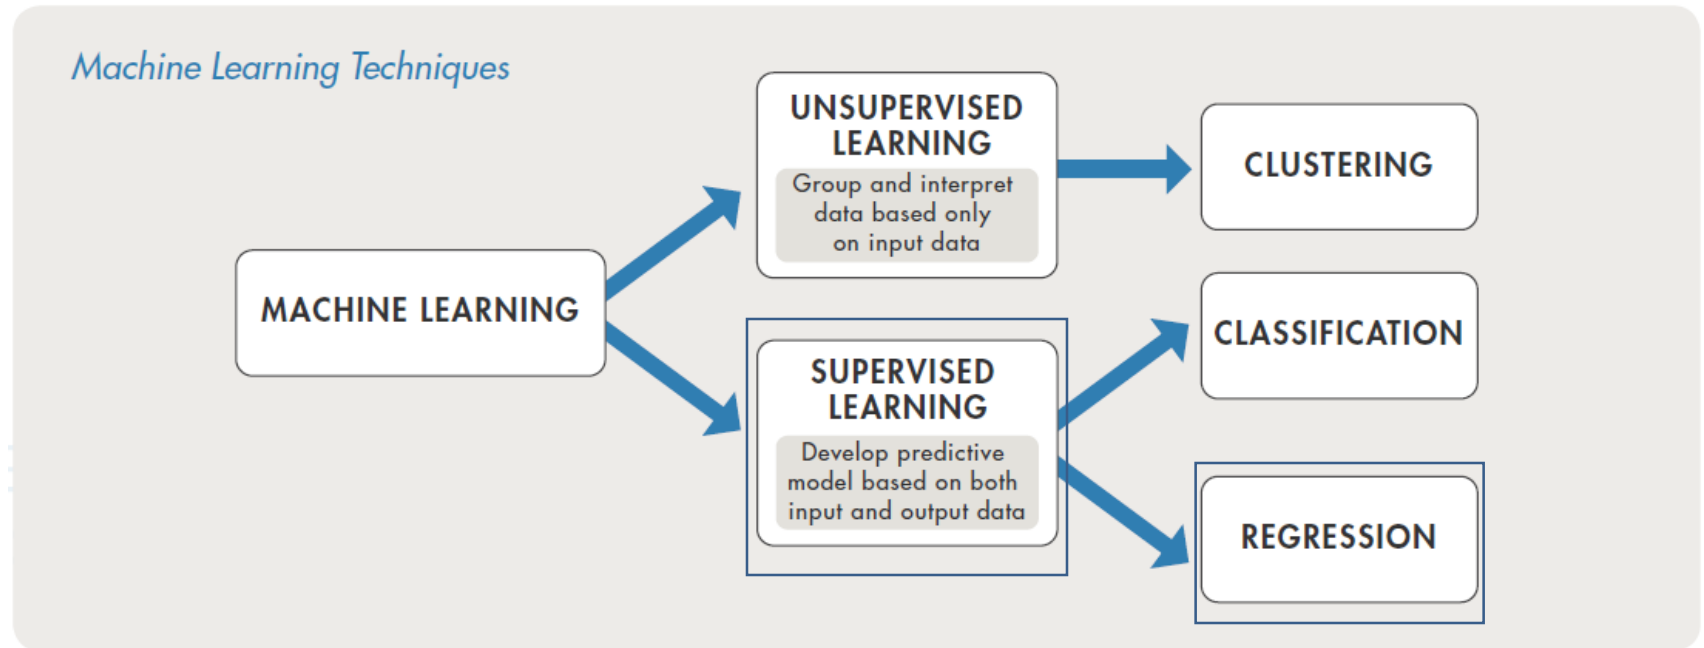 Machine Learning Techniques
MACHINE LEARNING
UNSUPERVISED
LEARNING
Group and interpret
data based only
on input data
CLUSTERING
SUPERVISED
LEARNING
Develop predictive
model based on both
input and output data
CLASSIFICATION
REGRESSION